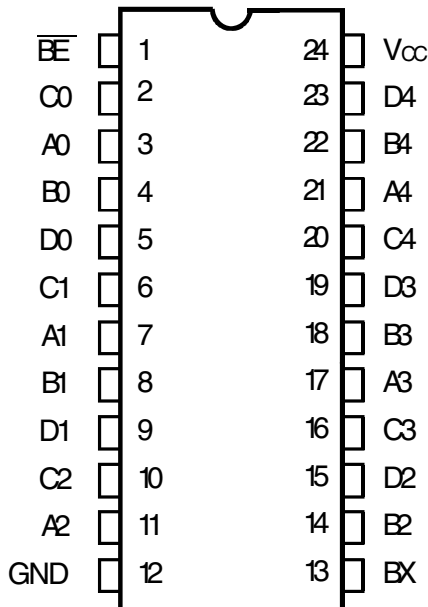 BE 1 24 Vcc
C0 2 23 D4
A0 3 22 B4
B0 4 21 A4
D0 5 20 C4
C1 6 19 D3
A1 7 18 B3
B1 8 17 A3
D1 9 16 C3
C2 10 15 D2
A2 11 14 B2
GND 12 13 BX